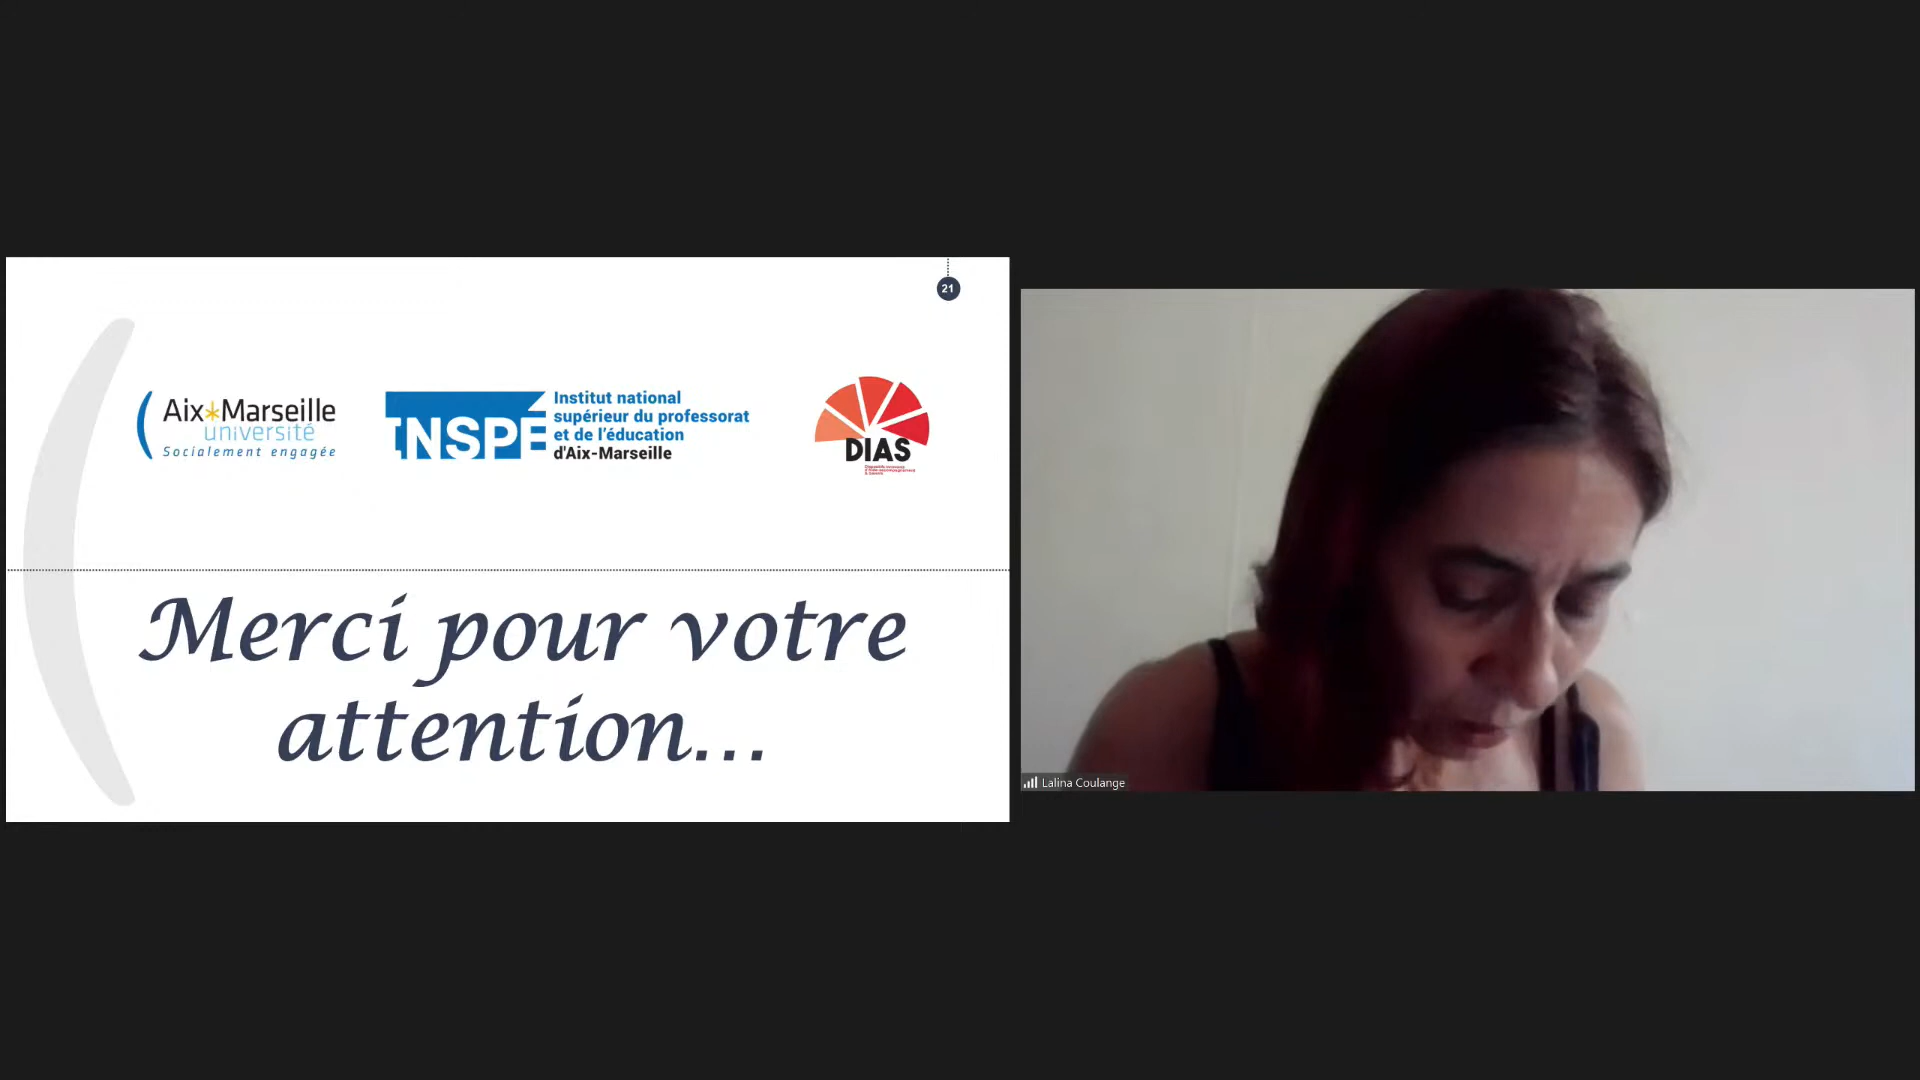 21
Aix*Marseille
université
Socialement engagée
INSPÉ
Institut national
supérieur du professorat
et de l'éducation
d'Aix-Marseille
DIAS
Merci pour votre
attention...
Lalina Coulange